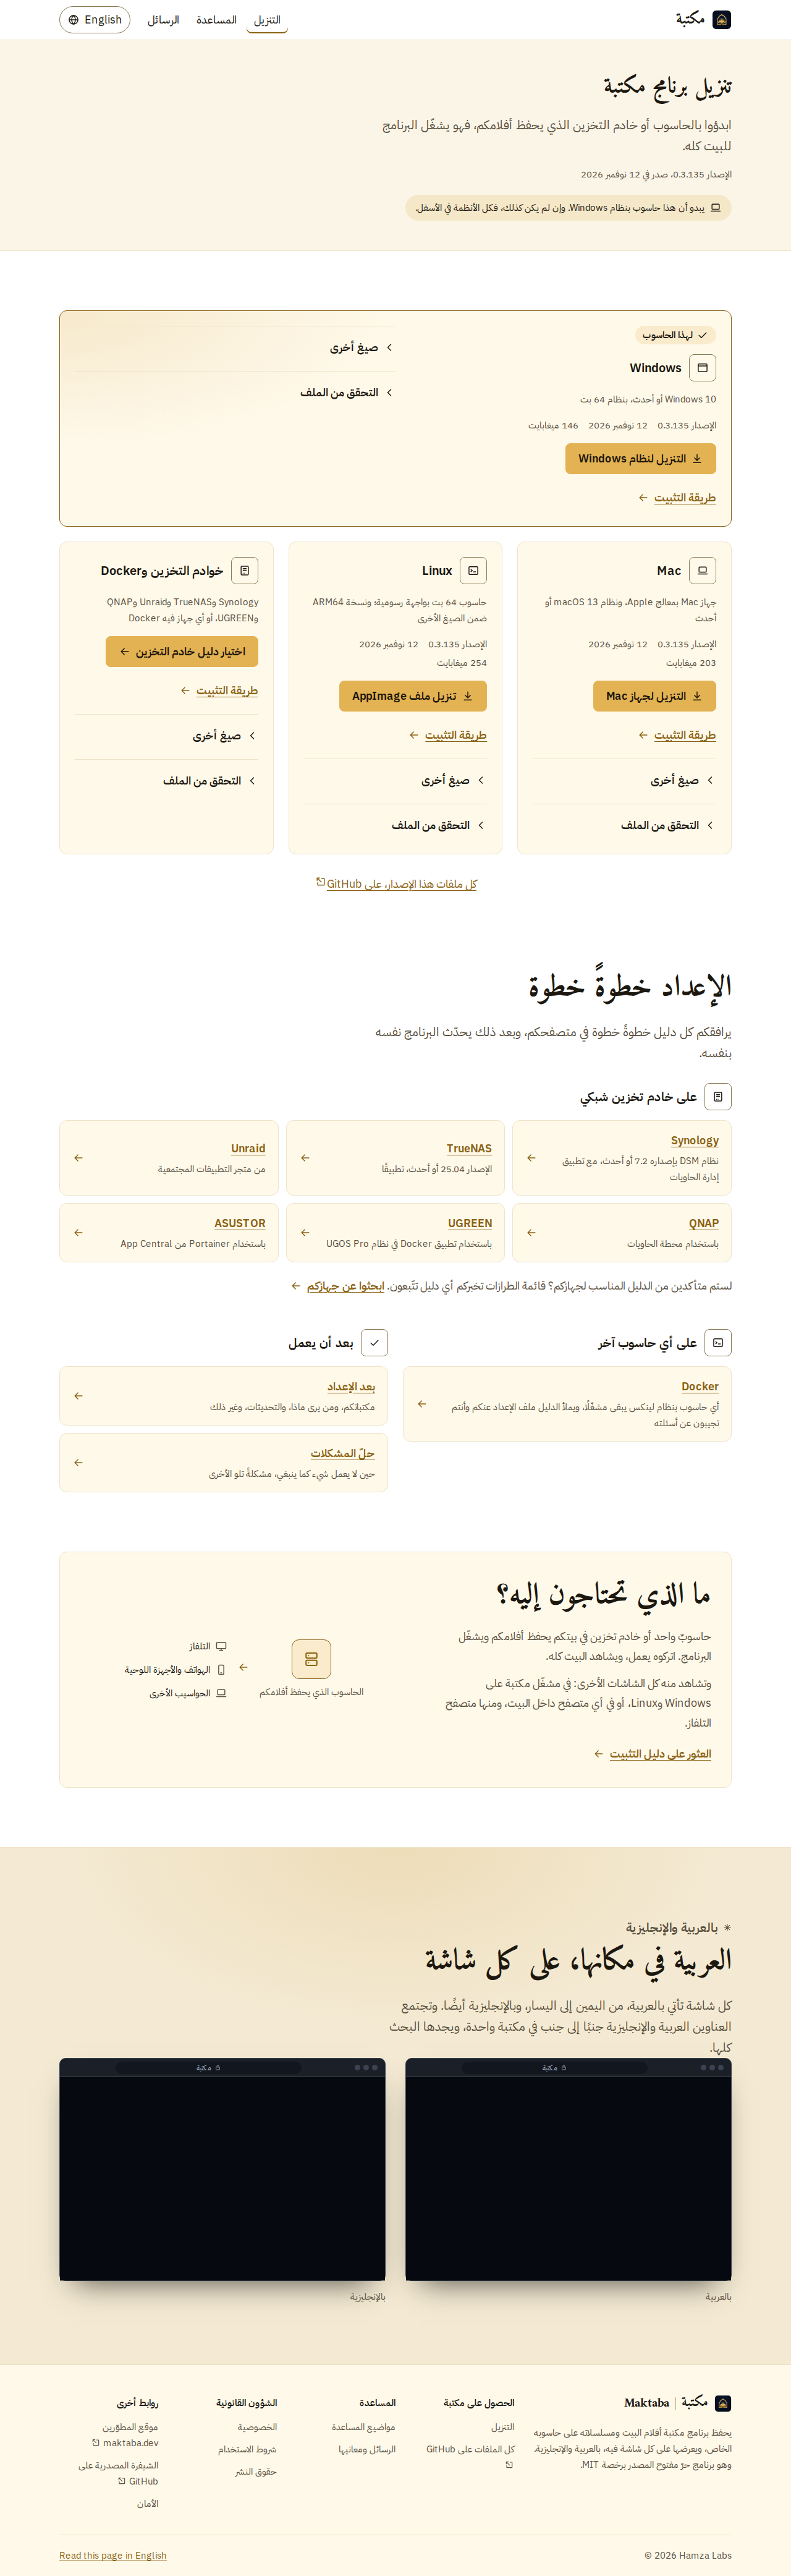 مكتبة
التنزيل
المساعدة
الرسائل
English
تنزيل برنامج مكتبة
ابدؤوا بالحاسوب أو خادم التخزين الذي يحفظ أفلامكم، فهو يشغّل البرنامج
للبيت كله.
الإصدار 0.3.135، صدر في 12 نوفمبر 2026
يبدو أن هذا حاسوب بنظام Windows. وإن لم يكن كذلك، فكل الأنظمة في الأسفل.
لهذا الحاسوب
Windows
Windows 10 أو أحدث، بنظام 64 بت
الإصدار 0.3.135 12 نوفمبر 2026 146 ميغابايت
التنزيل لنظام Windows
طريقة التثبيت
صيغ أخرى
التحقق من الملف
Mac
جهاز Mac بمعالج Apple، ونظام macOS 13 أو
أحدث
الإصدار 0.3.135 12 نوفمبر 2026
203 ميغابايت
التنزيل لجهاز Mac
طريقة التثبيت
صيغ أخرى
التحقق من الملف
Linux
حاسوب 64 بت بواجهة رسومية؛ ونسخة ARM64
ضمن الصيغ الأخرى
الإصدار 0.3.135 12 نوفمبر 2026
254 ميغابايت
تنزيل ملف AppImage
طريقة التثبيت
صيغ أخرى
التحقق من الملف
خوادم التخزين وDocker
Synology وTrueNAS وUnraid وQNAP
وUGREEN، أو أي جهاز فيه Docker
اختيار دليل خادم التخزين
طريقة التثبيت
صيغ أخرى
التحقق من الملف
كل ملفات هذا الإصدار، على GitHub
الإعداد خطوةً خطوة
يرافقكم كل دليل خطوةً خطوة في متصفحكم، وبعد ذلك يحدّث البرنامج نفسه
بنفسه.
على خادم تخزين شبكي
Synology
نظام DSM بإصداره 7.2 أو أحدث، مع تطبيق
إدارة الحاويات
TrueNAS
الإصدار 25.04 أو أحدث، تطبيقًا
Unraid
من متجر التطبيقات المجتمعية
QNAP
باستخدام محطة الحاويات
UGREEN
باستخدام تطبيق Docker في نظام UGOS Pro
ASUSTOR
باستخدام Portainer من App Central
لستم متأكدين من الدليل المناسب لجهازكم؟ قائمة الطرازات تخبركم أي دليل تتّبعون. ابحثوا عن جهازكم
على أي حاسوب آخر
Docker
أي حاسوب بنظام لينكس يبقى مشغّلًا، ويملأ الدليل ملف الإعداد عنكم وأنتم
تجيبون عن أسئلته
بعد أن يعمل
بعد الإعداد
مكتباتكم، ومن يرى ماذا، والتحديثات، وغير ذلك
حلّ المشكلات
حين لا يعمل شيء كما ينبغي، مشكلةً تلو الأخرى
ما الذي تحتاجون إليه؟
حاسوبٌ واحد أو خادم تخزين في بيتكم يحفظ أفلامكم ويشغّل
البرنامج. اتركوه يعمل، ويشاهد البيت كله.
وتشاهد منه كل الشاشات الأخرى: في مشغّل مكتبة على
Windows وLinux، أو في أي متصفح داخل البيت، ومنها متصفح
التلفاز.
العثور على دليل التثبيت
الحاسوب الذي يحفظ أفلامكم
التلفاز
الهواتف والأجهزة اللوحية
الحواسيب الأخرى
بالعربية والإنجليزية
العربية في مكانها، على كل شاشة
كل شاشة تأتي بالعربية، من اليمين إلى اليسار، وبالإنجليزية أيضًا. وتجتمع
العناوين العربية والإنجليزية جنبًا إلى جنب في مكتبة واحدة، ويجدها البحث
كلها.
مكتبة
مكتبة
بالعربية
بالإنجليزية
مكتبة | Maktaba
يحفظ برنامج مكتبة أفلام البيت ومسلسلاته على حاسوبه
الخاص، ويعرضها على كل شاشة فيه، بالعربية والإنجليزية.
وهو برنامج حرّ مفتوح المصدر برخصة MIT.
الحصول على مكتبة
التنزيل
كل الملفات على GitHub
المساعدة
مواضيع المساعدة
الرسائل ومعانيها
الشؤون القانونية
الخصوصية
شروط الاستخدام
حقوق النشر
روابط أخرى
موقع المطوّرين
maktaba.dev
الشيفرة المصدرية على
GitHub
الأمان
© 2026 Hamza Labs
Read this page in English